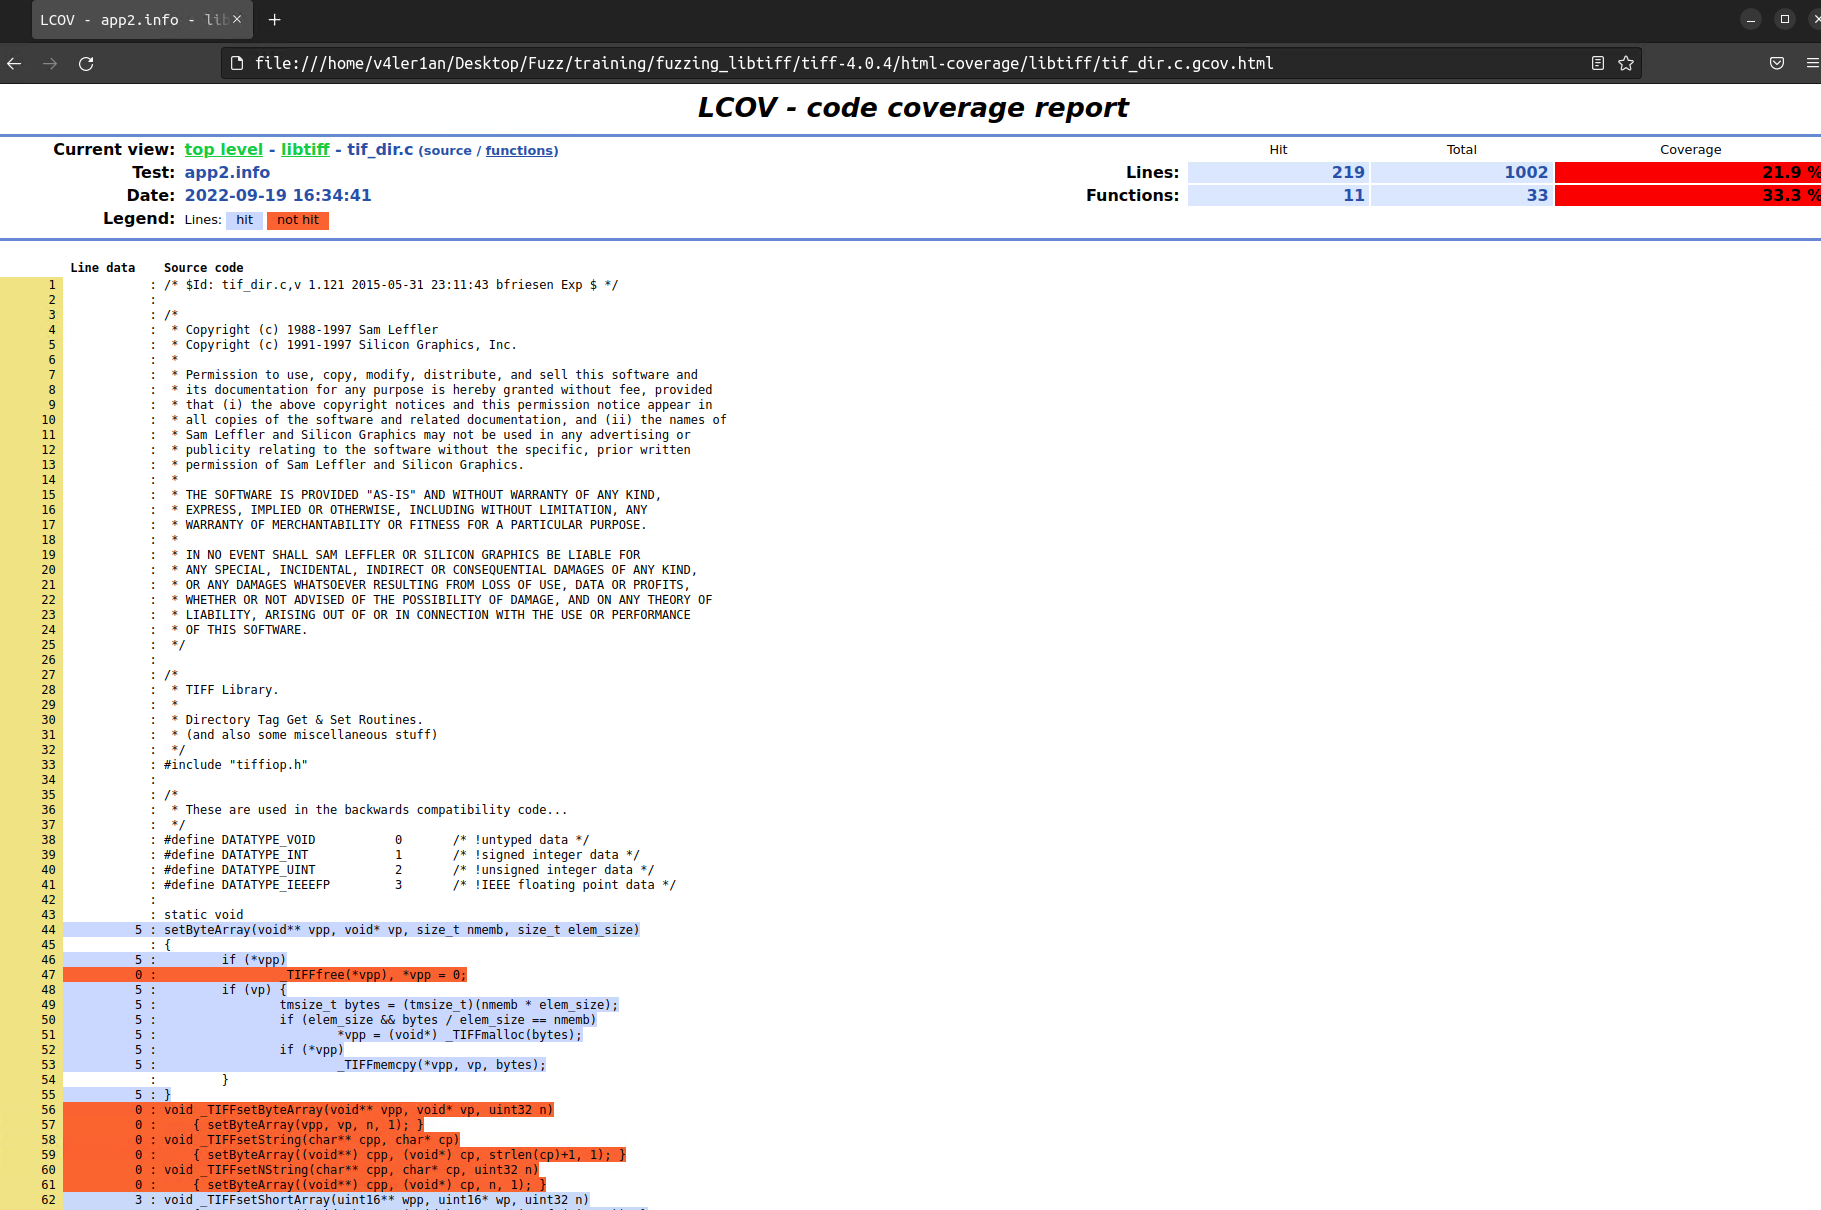 LCOV - app2.info - lib
file:///home/v4ler1an/Desktop/Fuzz/training/fuzzing_libtiff/tiff-4.0.4/html-coverage/libtiff/tif_dir.c.gcov.html
LCOV - code coverage report
Current view: top level - libtiff - tif_dir.c (source / functions)
Hit Total Coverage
Test: app2.info
Lines: 219 1002 21.9 %
Date: 2022-09-19 16:34:41
Functions: 11 33 33.3 %
Legend: Lines: hit not hit
Line data Source code
1 : /* $Id: tif_dir.c,v 1.121 2015-05-31 23:11:43 bfriesen Exp $ */
2 :
3 : /*
4 : * Copyright (c) 1988-1997 Sam Leffler
5 : * Copyright (c) 1991-1997 Silicon Graphics, Inc.
6 : *
7 : * Permission to use, copy, modify, distribute, and sell this software and
8 : * its documentation for any purpose is hereby granted without fee, provided
9 : * that (i) the above copyright notices and this permission notice appear in
10 : * all copies of the software and related documentation, and (ii) the names of
11 : * Sam Leffler and Silicon Graphics may not be used in any advertising or
12 : * publicity relating to the software without the specific, prior written
13 : * permission of Sam Leffler and Silicon Graphics.
14 : *
15 : * THE SOFTWARE IS PROVIDED "AS-IS" AND WITHOUT WARRANTY OF ANY KIND,
16 : * EXPRESS, IMPLIED OR OTHERWISE, INCLUDING WITHOUT LIMITATION, ANY
17 : * WARRANTY OF MERCHANTABILITY OR FITNESS FOR A PARTICULAR PURPOSE.
18 : *
19 : * IN NO EVENT SHALL SAM LEFFLER OR SILICON GRAPHICS BE LIABLE FOR
20 : * ANY SPECIAL, INCIDENTAL, INDIRECT OR CONSEQUENTIAL DAMAGES OF ANY KIND,
21 : * OR ANY DAMAGES WHATSOEVER RESULTING FROM LOSS OF USE, DATA OR PROFITS,
22 : * WHETHER OR NOT ADVISED OF THE POSSIBILITY OF DAMAGE, AND ON ANY THEORY OF
23 : * LIABILITY, ARISING OUT OF OR IN CONNECTION WITH THE USE OR PERFORMANCE
24 : * OF THIS SOFTWARE.
25 : */
26 :
27 : /*
28 : * TIFF Library.
29 : *
30 : * Directory Tag Get & Set Routines.
31 : * (and also some miscellaneous stuff)
32 : */
33 : #include "tiffiop.h"
34 :
35 : /*
36 : * These are used in the backwards compatibility code...
37 : */
38 : #define DATATYPE_VOID 0 /* !untyped data */
39 : #define DATATYPE_INT 1 /* !signed integer data */
40 : #define DATATYPE_UINT 2 /* !unsigned integer data */
41 : #define DATATYPE_IEEEFP 3 /* !IEEE floating point data */
42 :
43 : static void
44 5 : setByteArray(void** vpp, void* vp, size_t nmemb, size_t elem_size)
45 : {
46 5 : if (*vpp)
47 0 : _TIFFfree(*vpp), *vpp = 0;
48 5 : if (vp) {
49 5 : tmsize_t bytes = (tmsize_t)(nmemb * elem_size);
50 5 : if (elem_size && bytes / elem_size == nmemb)
51 5 : *vpp = (void*) _TIFFmalloc(bytes);
52 5 : if (*vpp)
53 5 : _TIFFmemcpy(*vpp, vp, bytes);
54 : }
55 5 : }
56 0 : void _TIFFsetByteArray(void** vpp, void* vp, uint32 n)
57 0 : { setByteArray(vpp, vp, n, 1); }
58 0 : void _TIFFsetString(char** cpp, char* cp)
59 0 : { setByteArray((void**) cpp, (void*) cp, strlen(cp)+1, 1); }
60 0 : void _TIFFsetNString(char** cpp, char* cp, uint32 n)
61 0 : { setByteArray((void**) cpp, (void*) cp, n, 1); }
62 3 : void _TIFFsetShortArray(uint16** wpp, uint16* wp, uint32 n)